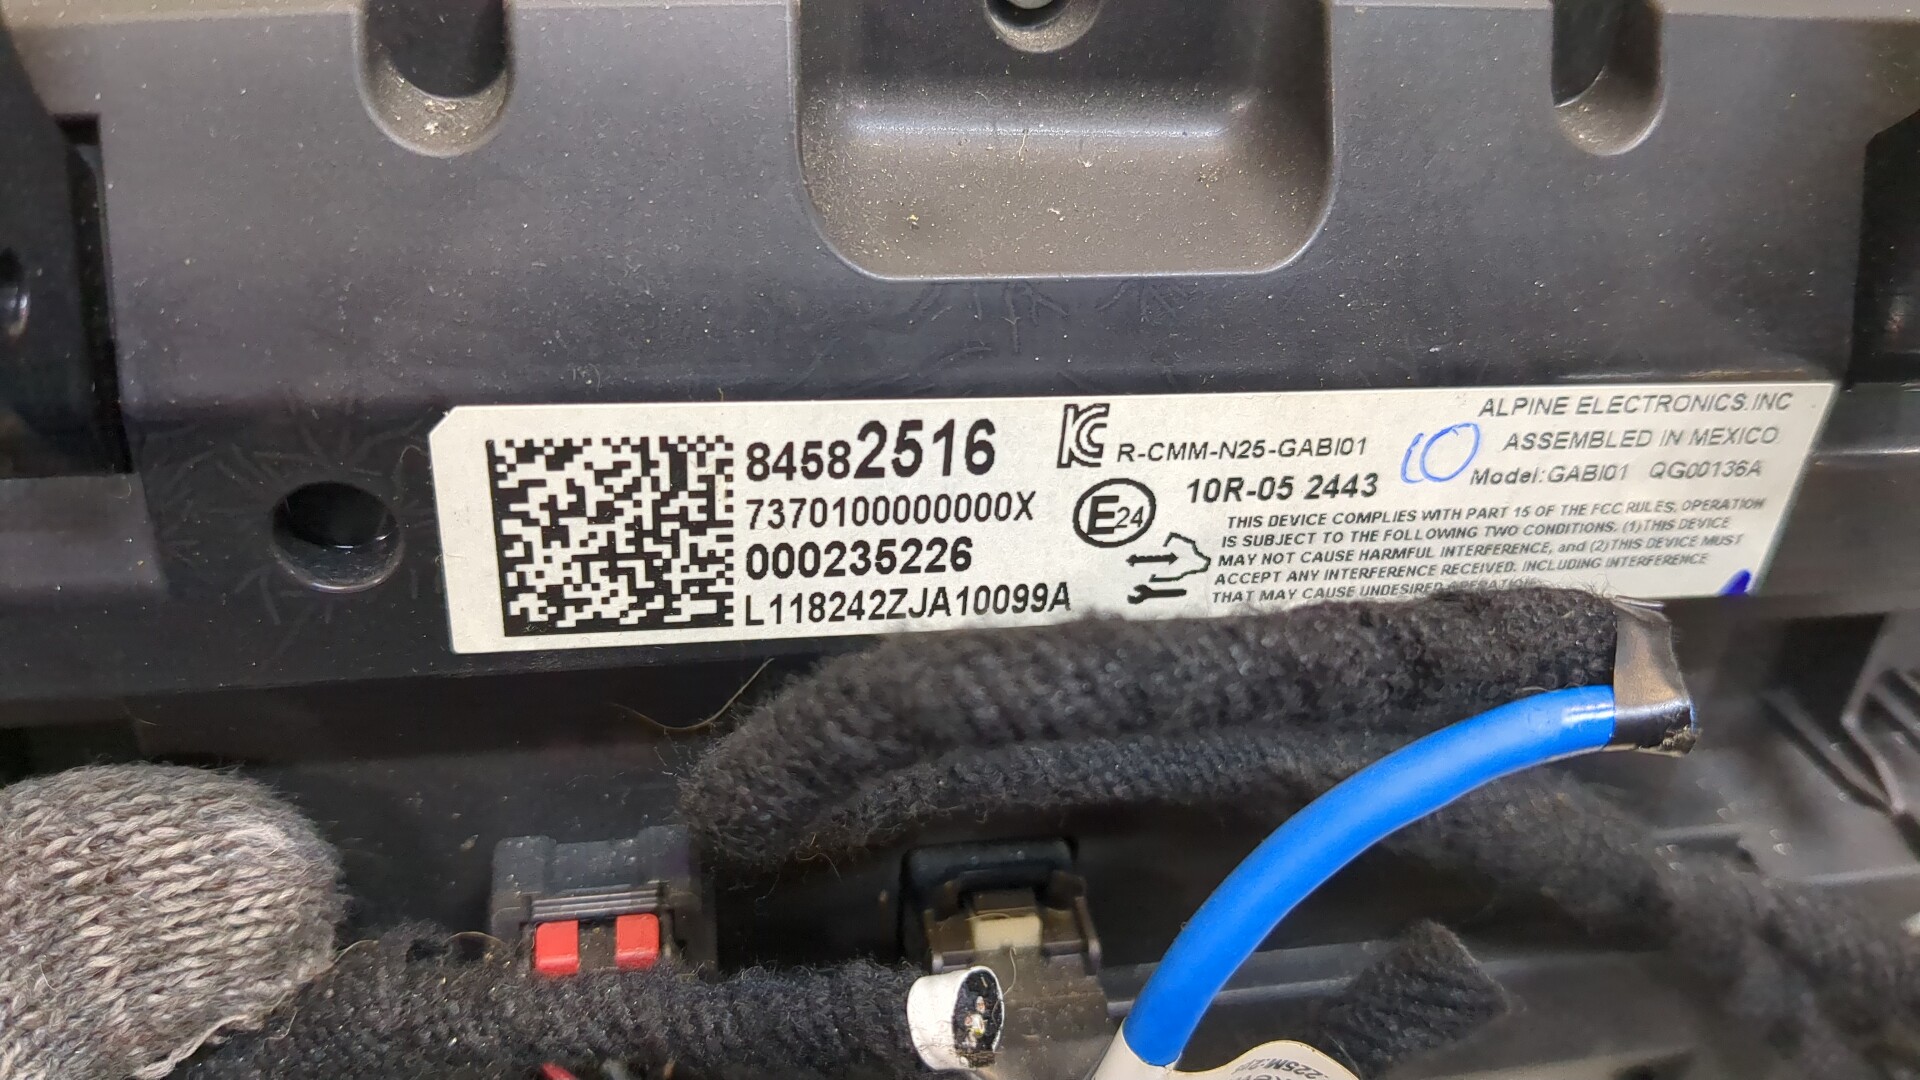 84582516
7370100000000X
000235226
L118242ZJA10099A
KC R-CMM-N25-GABI01
E24 10R-05 2443
ALPINE ELECTRONICS.INC
ASSEMBLED IN MEXICO
Model:GABI01 QG00136A
THIS DEVICE COMPLIES WITH PART 15 OF THE FCC RULES, OPERATION
IS SUBJECT TO THE FOLLOWING TWO CONDITIONS. (1)THIS DEVICE
MAY NOT CAUSE HARMFUL INTERFERENCE, and (2)THIS DEVICE MUST
ACCEPT ANY INTERFERENCE RECEIVED, INCLUDING INTERFERENCE
THAT MAY CAUSE UNDESIRED OPERATION